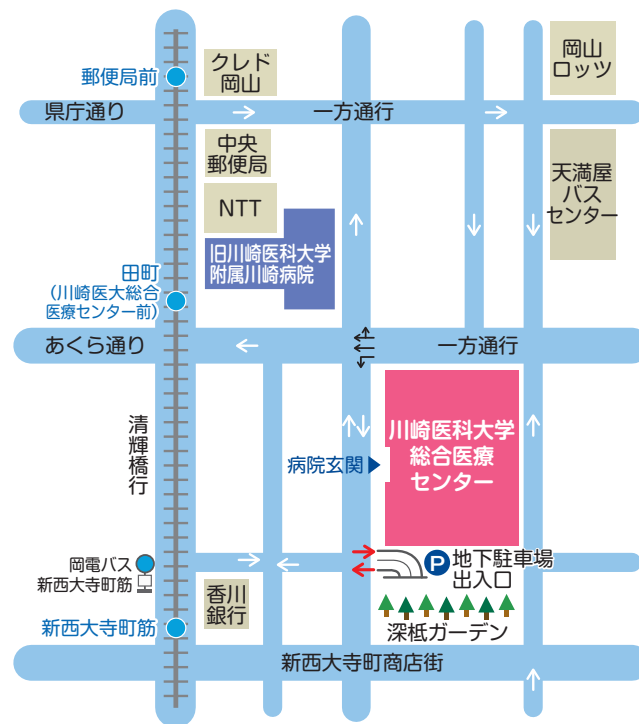 クレド
岡山
岡山
ロッツ
郵便局前
県庁通り
一方通行
中央
郵便局
天満屋
バス
センター
NTT
旧川崎医科大学
附属川崎病院
田町
(川崎医大総合
医療センター前)
あくら通り
一方通行
川崎医科大学
総合医療
センター
清輝橋行
病院玄関
岡電バス
新西大寺町筋
P
地下駐車場
出入口
香川
銀行
新西大寺町筋
深柢ガーデン
新西大寺町商店街